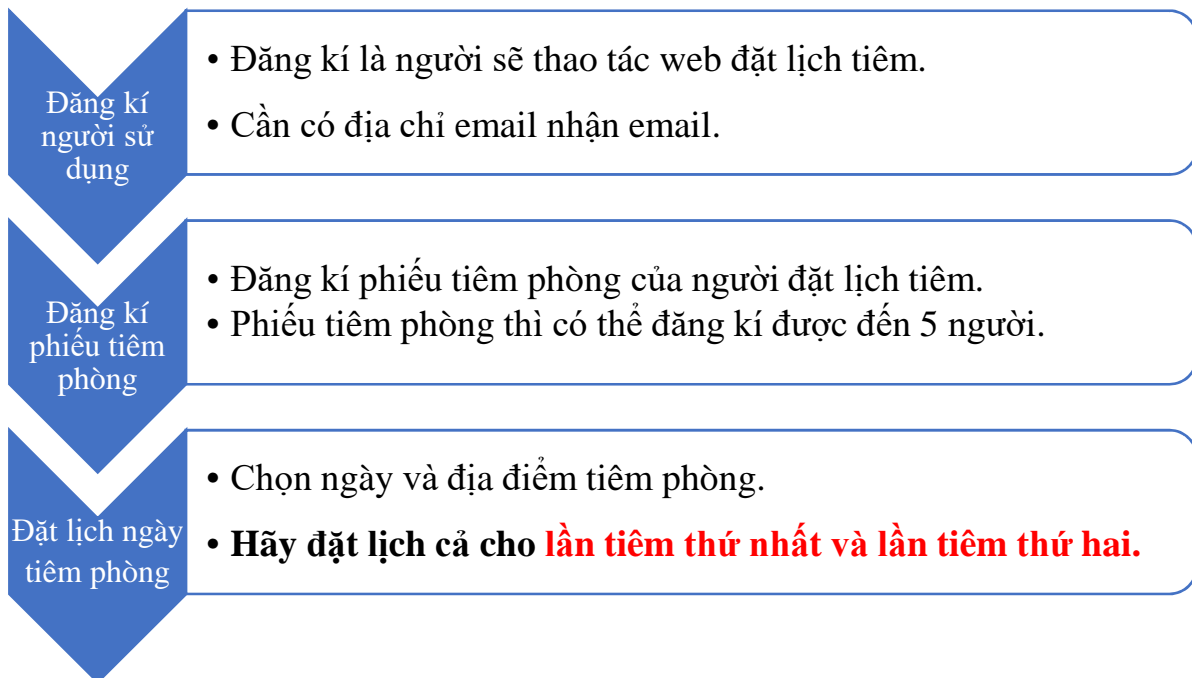 Đăng kí
người sử
dụng
• Đăng kí là người sẽ thao tác web đặt lịch tiêm.
• Cần có địa chỉ email nhận email.
Đăng kí
phiếu tiêm
phòng
• Đăng kí phiếu tiêm phòng của người đặt lịch tiêm.
• Phiếu tiêm phòng thì có thể đăng kí được đến 5 người.
Đặt lịch ngày
tiêm phòng
• Chọn ngày và địa điểm tiêm phòng.
• Hãy đặt lịch cả cho lần tiêm thứ nhất và lần tiêm thứ hai.